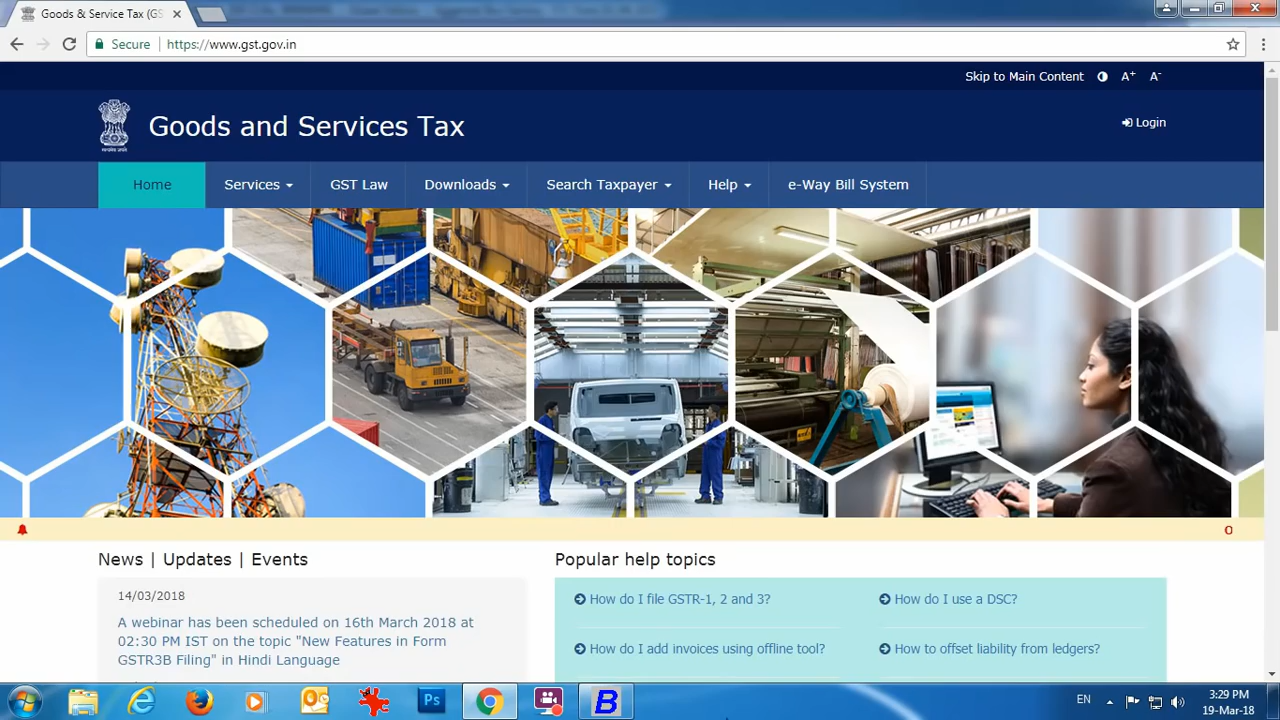 Goods & Service Tax (GS
Secure
https://www.gst.gov.in
Skip to Main Content A+ A-
Goods and Services Tax
Login
Home Services GST Law Downloads Search Taxpayer Help e-Way Bill System
O
News | Updates | Events
Popular help topics
14/03/2018
A webinar has been scheduled on 16th March 2018 at
02:30 PM IST on the topic "New Features in Form
GSTR3B Filing" in Hindi Language
How do I file GSTR-1, 2 and 3?
How do I use a DSC?
How do I add invoices using offline tool?
How to offset liability from ledgers?
Ps
B
EN
3:29 PM
19-Mar-18